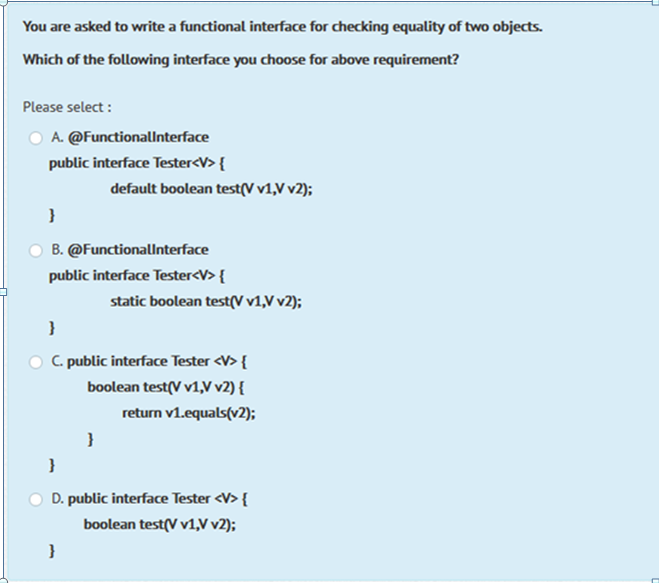 You are asked to write a functional interface for checking equality of two objects.
Which of the following interface you choose for above requirement?
Please select :
A. @FunctionalInterface
public interface Tester<V> {
default boolean test(V v1,V v2);
}
B. @FunctionalInterface
public interface Tester<V> {
static boolean test(V v1,V v2);
}
C. public interface Tester <V> {
boolean test(V v1,V v2) {
return v1.equals(v2);
}
}
D. public interface Tester <V> {
boolean test(V v1,V v2);
}